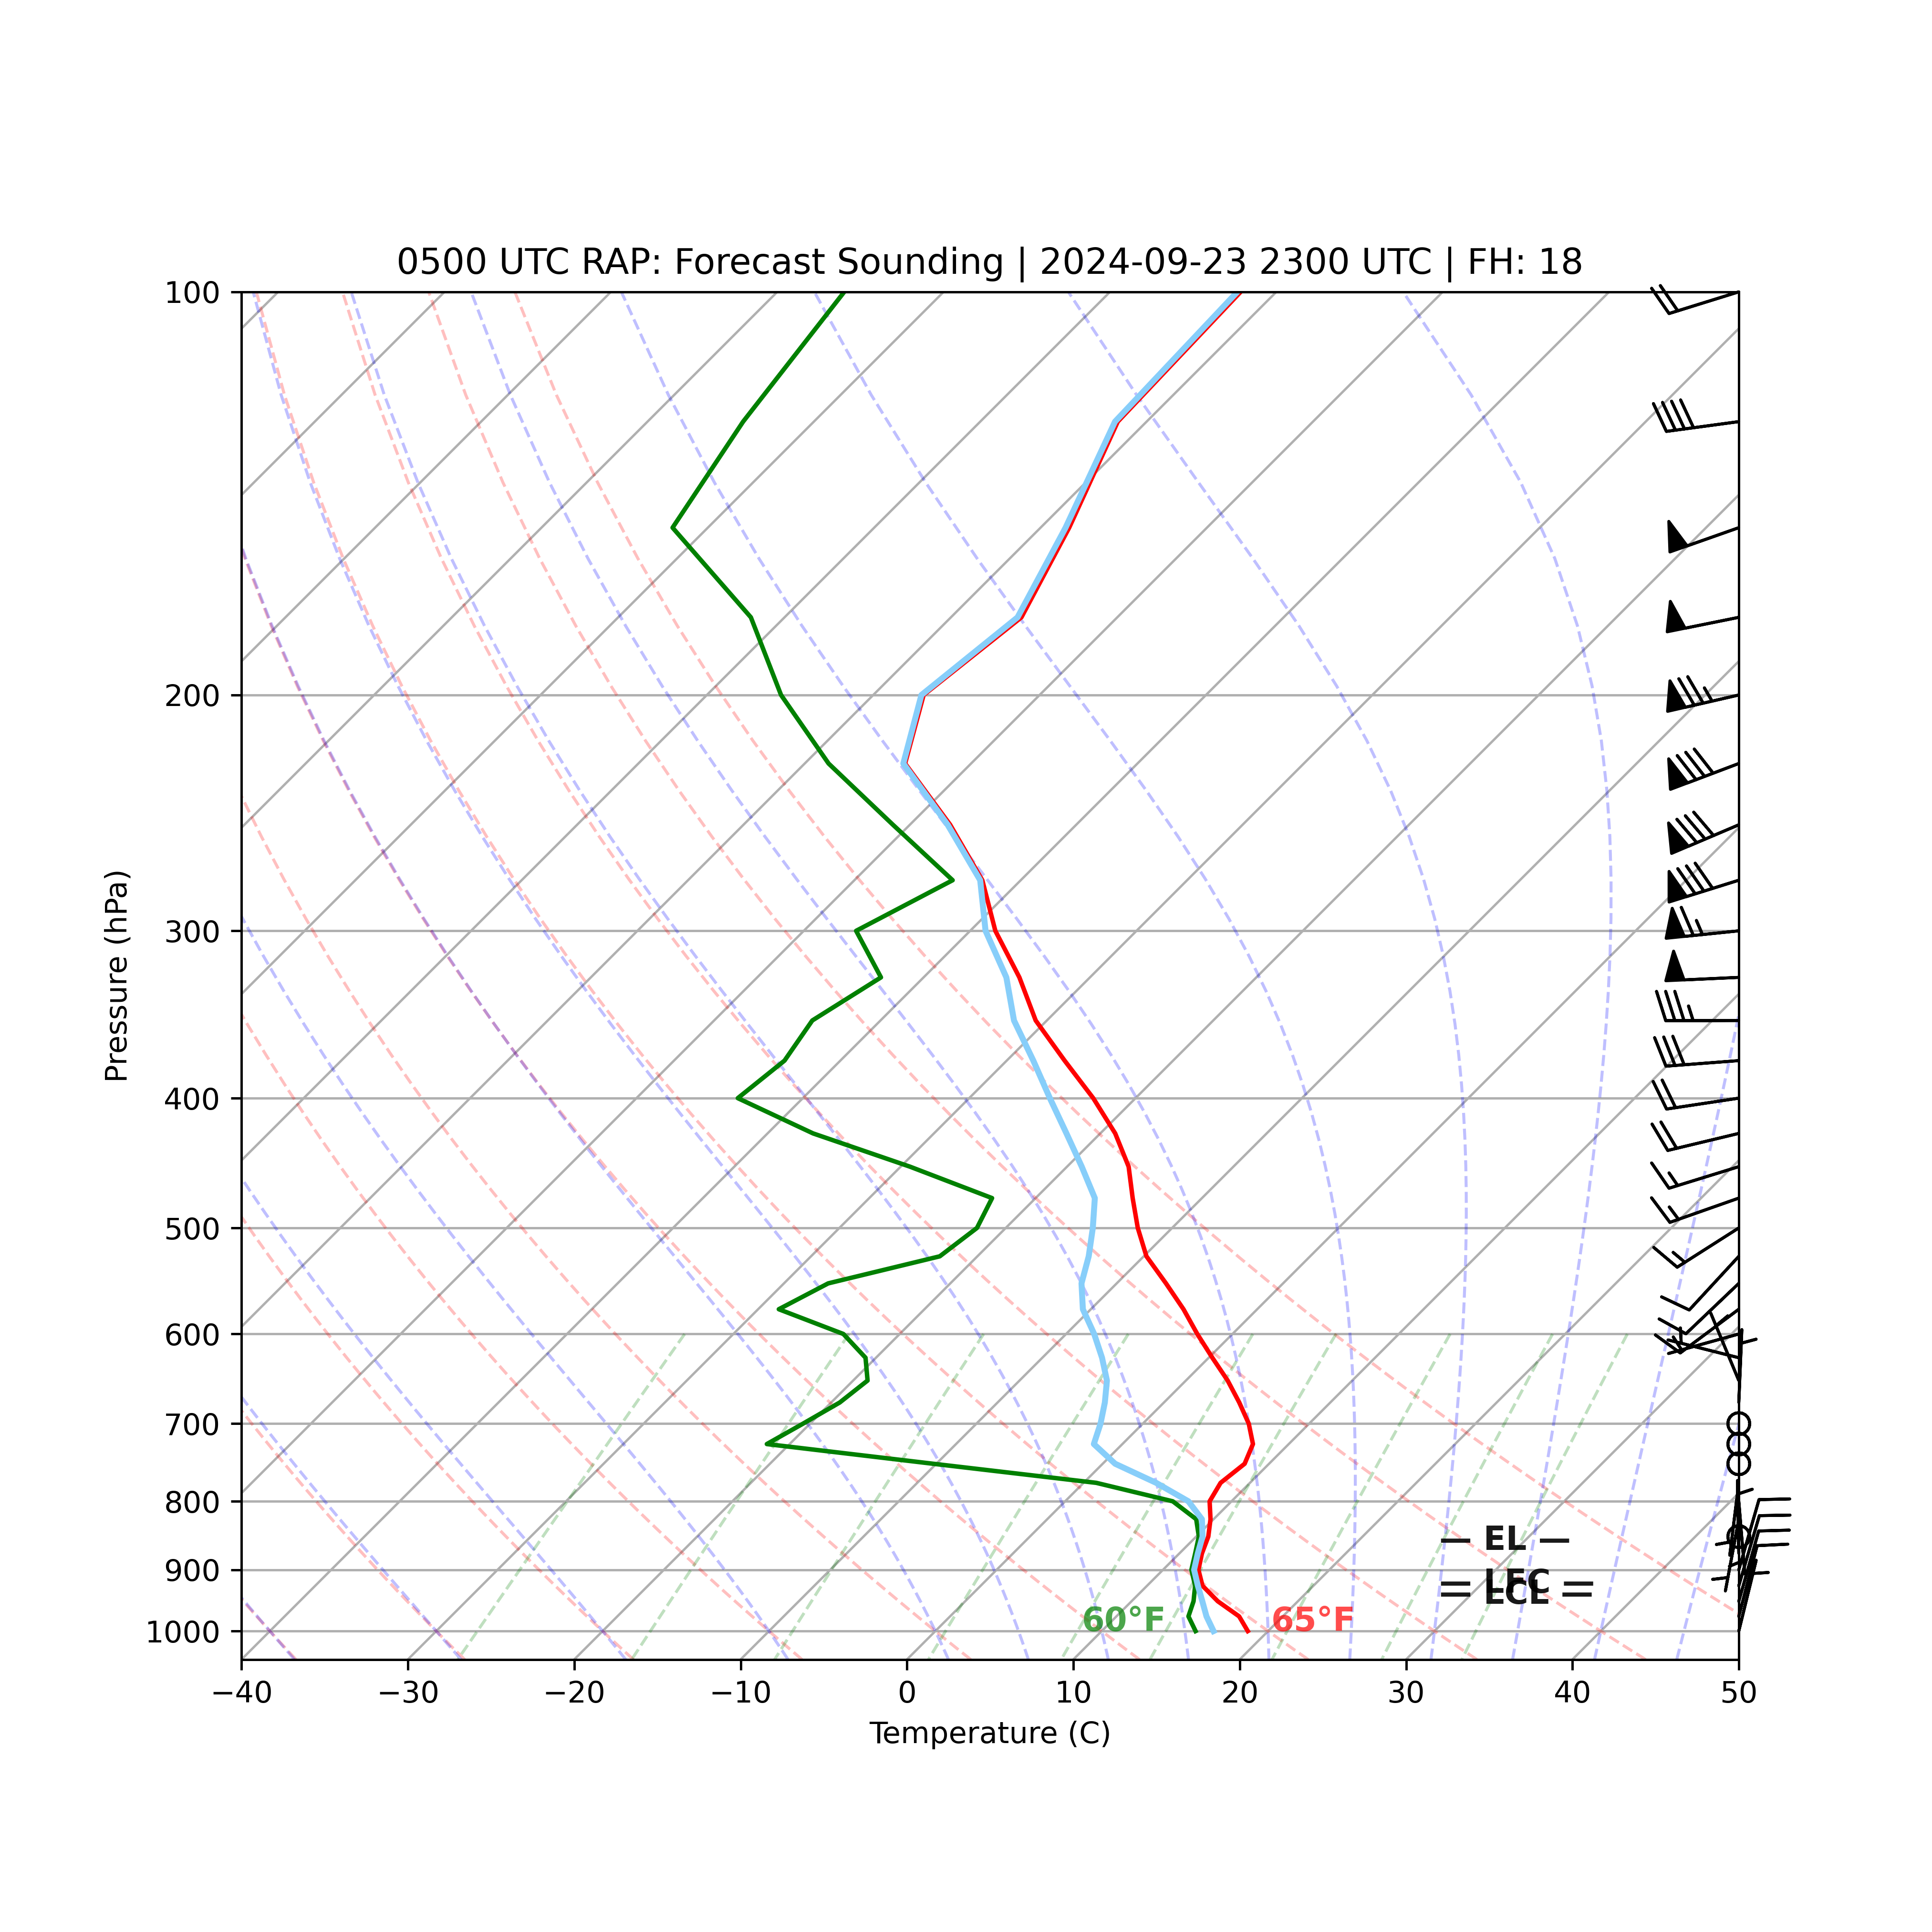 0500 UTC RAP: Forecast Sounding | 2024-09-23 2300 UTC | FH: 18
100
200
300
400
500
600
700
800
900
1000
Pressure (hPa)
— EL —
— LFC —
— LCL —
60°F
65°F
−40 −30 −20 −10 0 10 20 30 40 50
Temperature (C)